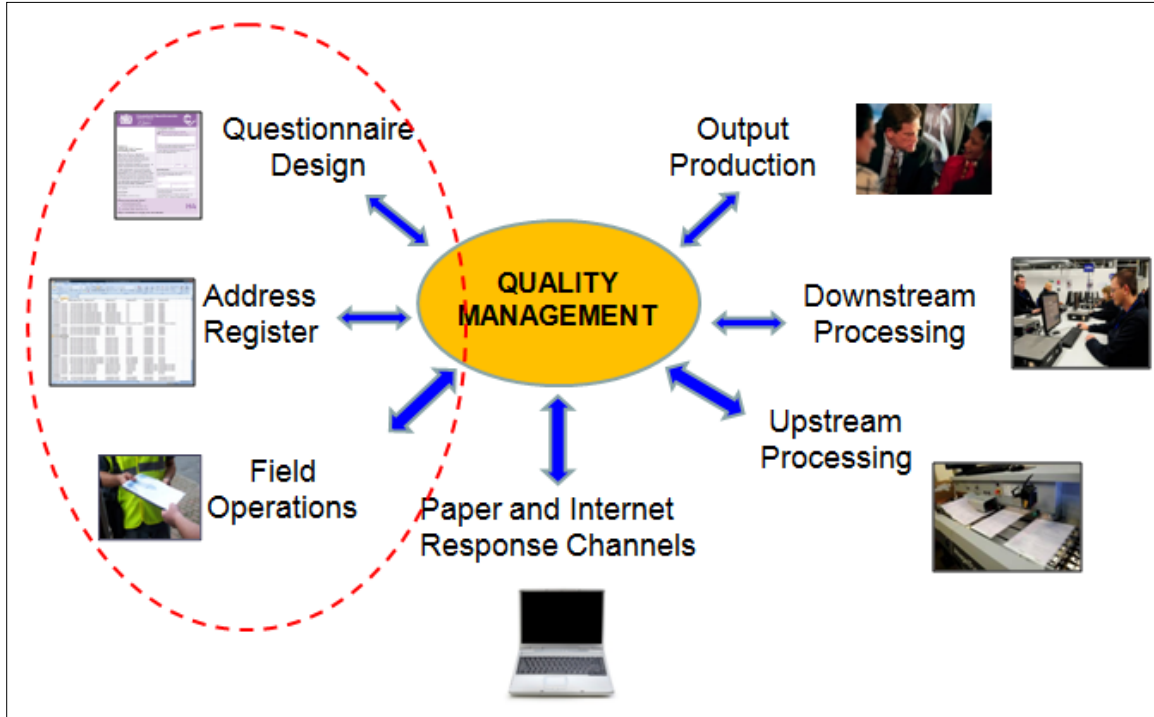 Questionnaire
Design
Output
Production
QUALITY
MANAGEMENT
Address
Register
Downstream
Processing
Upstream
Processing
Field
Operations
Paper and Internet
Response Channels